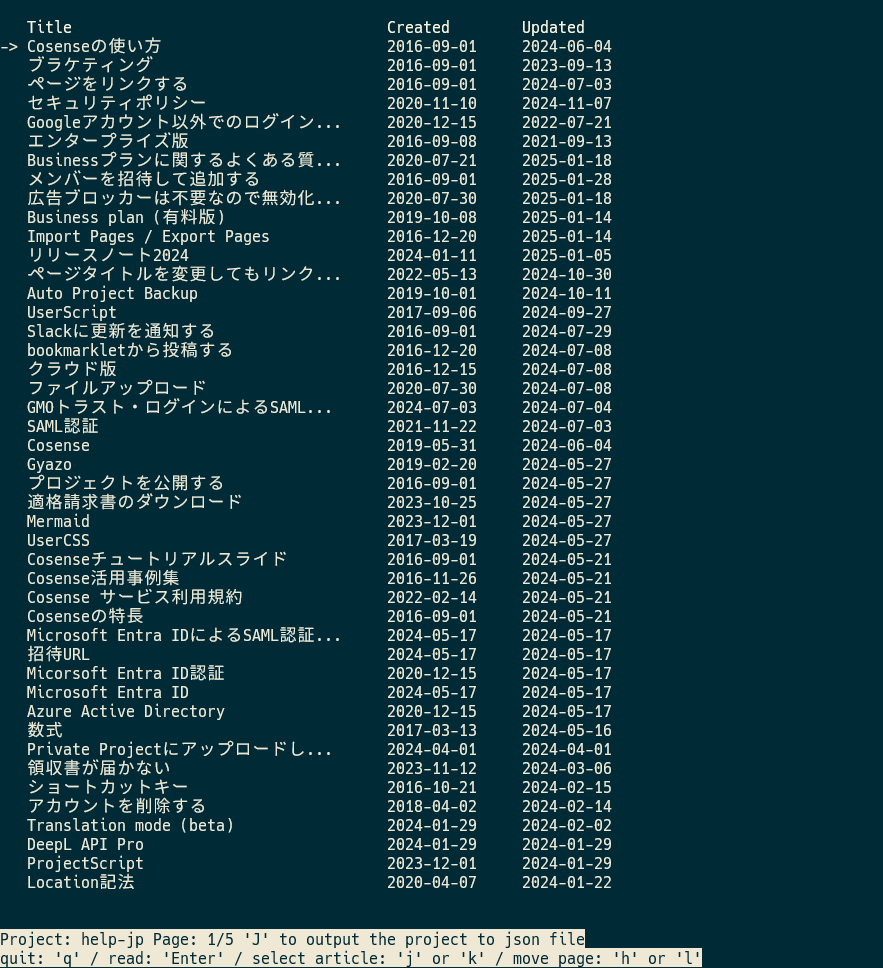 Title Created Updated
-> Cosenseの使い方 2016-09-01 2024-06-04
ブラケティング 2016-09-01 2023-09-13
ページをリンクする 2016-09-01 2024-07-03
セキュリティポリシー 2020-11-10 2024-11-07
Googleアカウント以外でのログイン... 2020-12-15 2022-07-21
エンタープライズ版 2016-09-08 2021-09-13
Businessプランに関するよくある質... 2020-07-21 2025-01-18
メンバーを招待して追加する 2016-09-01 2025-01-28
広告ブロッカーは不要なので無効化... 2020-07-30 2025-01-18
Business plan (有料版) 2019-10-08 2025-01-14
Import Pages / Export Pages 2016-12-20 2025-01-14
リリースノート2024 2024-01-11 2025-01-05
ページタイトルを変更してもリンク... 2022-05-13 2024-10-30
Auto Project Backup 2019-10-01 2024-10-11
UserScript 2017-09-06 2024-09-27
Slackに更新を通知する 2016-09-01 2024-07-29
bookmarkletから投稿する 2016-12-20 2024-07-08
クラウド版 2016-12-15 2024-07-08
ファイルアップロード 2020-07-30 2024-07-08
GMOトラスト・ログインによるSAML... 2024-07-03 2024-07-04
SAML認証 2021-11-22 2024-07-03
Cosense 2019-05-31 2024-06-04
Gyazo 2019-02-20 2024-05-27
プロジェクトを公開する 2016-09-01 2024-05-27
適格請求書のダウンロード 2023-10-25 2024-05-27
Mermaid 2023-12-01 2024-05-27
UserCSS 2017-03-19 2024-05-27
Cosenseチュートリアルスライド 2016-09-01 2024-05-21
Cosense活用事例集 2016-11-26 2024-05-21
Cosense サービス利用規約 2022-02-14 2024-05-21
Cosenseの特長 2016-09-01 2024-05-21
Microsoft Entra IDによるSAML認証... 2024-05-17 2024-05-17
招待URL 2024-05-17 2024-05-17
Micorsoft Entra ID認証 2020-12-15 2024-05-17
Microsoft Entra ID 2024-05-17 2024-05-17
Azure Active Directory 2020-12-15 2024-05-17
数式 2017-03-13 2024-05-16
Private Projectにアップロードし... 2024-04-01 2024-04-01
領収書が届かない 2023-11-12 2024-03-06
ショートカットキー 2016-10-21 2024-02-15
アカウントを削除する 2018-04-02 2024-02-14
Translation mode (beta) 2024-01-29 2024-02-02
DeepL API Pro 2024-01-29 2024-01-29
ProjectScript 2023-12-01 2024-01-29
Location記法 2020-04-07 2024-01-22
Project: help-jp Page: 1/5 'J' to output the project to json file
quit: 'q' / read: 'Enter' / select article: 'j' or 'k' / move page: 'h' or 'l'